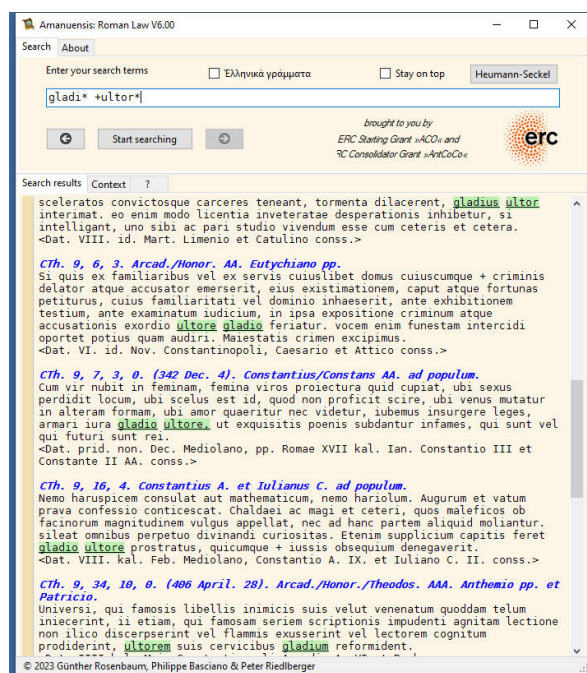 Amanuensis: Roman Law V6.00
Search About
Enter your search terms
Ἑλληνικά γράμματα
Stay on top
Heumann-Seckel
gladi* +ultor*
Start searching
brought to you by
ERC Starting Grant »ACO« and
RC Consolidator Grant »AntCoCo«
erc
Search results Context ?
sceleratos convictosque carceres teneant, tormenta dilacerent, gladius ultor
interimat. eo enim modo licentia inveteratae desperationis inhibetur, si
intelligant, uno sibi ac pari studio vivendum esse cum ceteris et cetera.
<Dat. VIII. id. Mart. Limenio et Catulino conss.>
CTh. 9, 6, 3. Arcad./Honor. AA. Eutychiano pp.
Si quis ex familiaribus vel ex servis cuiuslibet domus cuiuscumque + criminis
delator atque accusator emerserit, eius existimationem, caput atque fortunas
petiturus, cuius familiaritati vel dominio inhaeserit, ante exhibitionem
testium, ante examinatum iudicium, in ipsa expositione criminum atque
accusationis exordio ultore gladio feriatur. vocem enim funestam intercidi
oportet potius quam audiri. Maiestatis crimen excipimus.
<Dat. VI. id. Nov. Constantinopoli, Caesario et Attico conss.>
CTh. 9, 7, 3, 0. (342 Dec. 4). Constantius/Constans AA. ad populum.
Cum vir nubit in feminam, femina viros proiectura quid cupiat, ubi sexus
perdidit locum, ubi scelus est id, quod non proficit scire, ubi venus mutatur
in alteram formam, ubi amor quaeritur nec videtur, iubemus insurgere leges,
armari iura gladio ultore, ut exquisitis poenis subdantur infames, qui sunt vel
qui futuri sunt rei.
<Dat. prid. non. Dec. Mediolano, pp. Romae XVII kal. Ian. Constantio III et
Constante II AA. conss.>
CTh. 9, 16, 4. Constantius A. et Iulianus C. ad populum.
Nemo haruspicem consulat aut mathematicum, nemo hariolum. Augurum et vatum
prava confessio conticescat. Chaldaei ac magi et ceteri, quos maleficos ob
facinorum magnitudinem vulgus appellat, nec ad hanc partem aliquid moliantur.
sileat omnibus perpetuo divinandi curiositas. Etenim supplicium capitis feret
gladio ultore prostratus, quicumque + iussis obsequium denegaverit.
<Dat. VIII. kal. Feb. Mediolano, Constantio A. IX. et Iuliano C. II. conss.>
CTh. 9, 34, 10, 0. (406 April. 28). Arcad./Honor./Theodos. AAA. Anthemio pp. et
Patricio.
Universi, qui famosis libellis inimicis suis velut venenatum quoddam telum
iniecerint, ii etiam, qui famosam seriem scriptionis impudenti agnitam lectione
non ilico discerpserint vel flammis exusserint vel lectorem cognitum
prodiderint, ultorem suis cervicibus gladium reformident.
© 2023 Günther Rosenbaum, Philippe Basciano & Peter Riedlberger